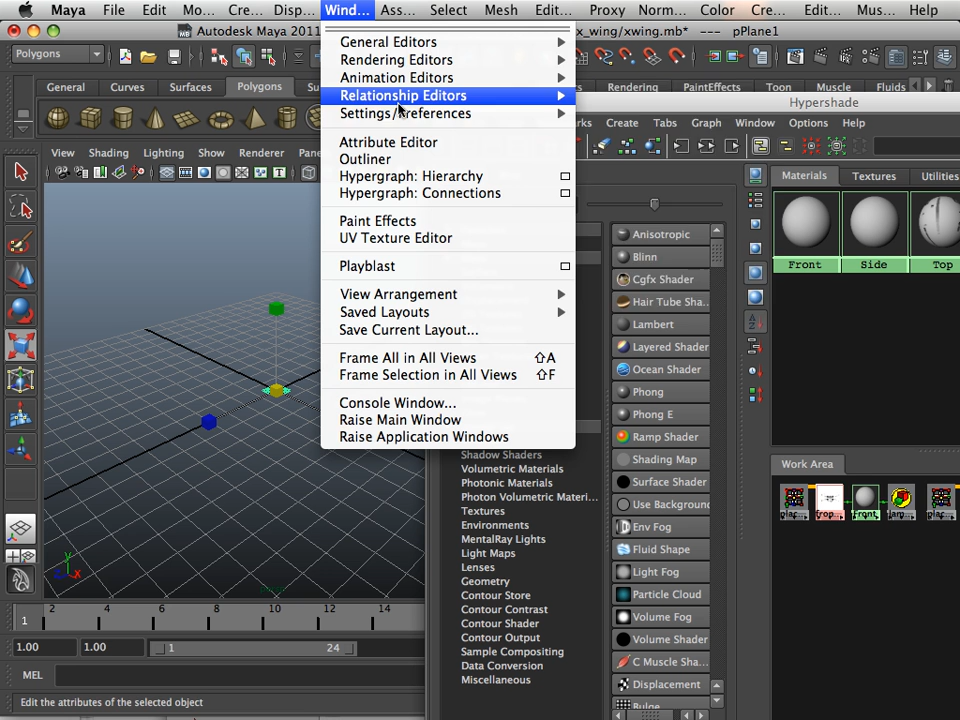 Maya File Edit Mo... Cre... Disp... Wind... Ass... Select Mesh Edit... Proxy Norm... Color Cre... Edit... Mus... Help
Autodesk Maya 2011
x_wing/xwing.mb* --- pPlane1
Polygons
General Curves Surfaces Polygons Su
Rendering PaintEffects Toon Muscle Fluids
Hypershade
rks Create Tabs Graph Window Options Help
View Shading Lighting Show Renderer Pane
General Editors
Rendering Editors
Animation Editors
Relationship Editors
Settings/Preferences
Attribute Editor
Outliner
Hypergraph: Hierarchy
Hypergraph: Connections
Paint Effects
UV Texture Editor
Playblast
View Arrangement
Saved Layouts
Save Current Layout...
Frame All in All Views ⇧A
Frame Selection in All Views ⇧F
Console Window...
Raise Main Window
Raise Application Windows
Shadow Shaders
Volumetric Materials
Photonic Materials
Photon Volumetric Materi...
Textures
Environments
MentalRay Lights
Light Maps
Lenses
Geometry
Contour Store
Contour Contrast
Contour Shader
Contour Output
Sample Compositing
Data Conversion
Miscellaneous
Anisotropic
Blinn
Cgfx Shader
Hair Tube Sha...
Lambert
Layered Shader
Ocean Shader
Phong
Phong E
Ramp Shader
Shading Map
Surface Shader
Use Background
Env Fog
Fluid Shape
Light Fog
Particle Cloud
Volume Fog
Volume Shader
C Muscle Sha...
Displacement
Bulge
Materials Textures Utilities
Front Side Top
Work Area
plac... Front plac...
y
z x
2 4 6 8 10 12 14
1
1.00 1.00 1 24
MEL
Edit the attributes of the selected object